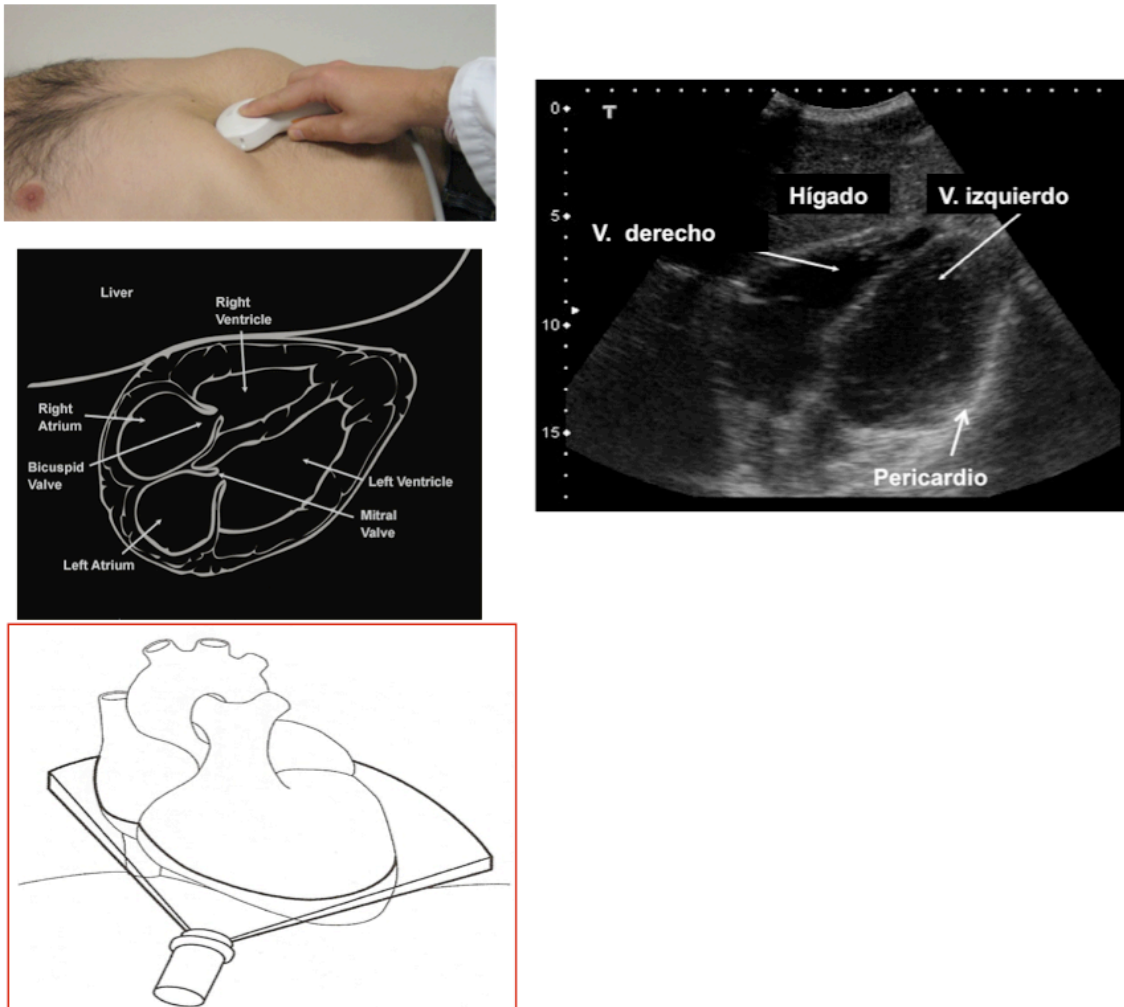 Liver
Right
Ventricle
Right
Atrium
Bicuspid
Valve
Left Ventricle
Mitral
Valve
Left Atrium
0
T
Hígado
V. izquierdo
5
V. derecho
10
15
Pericardio